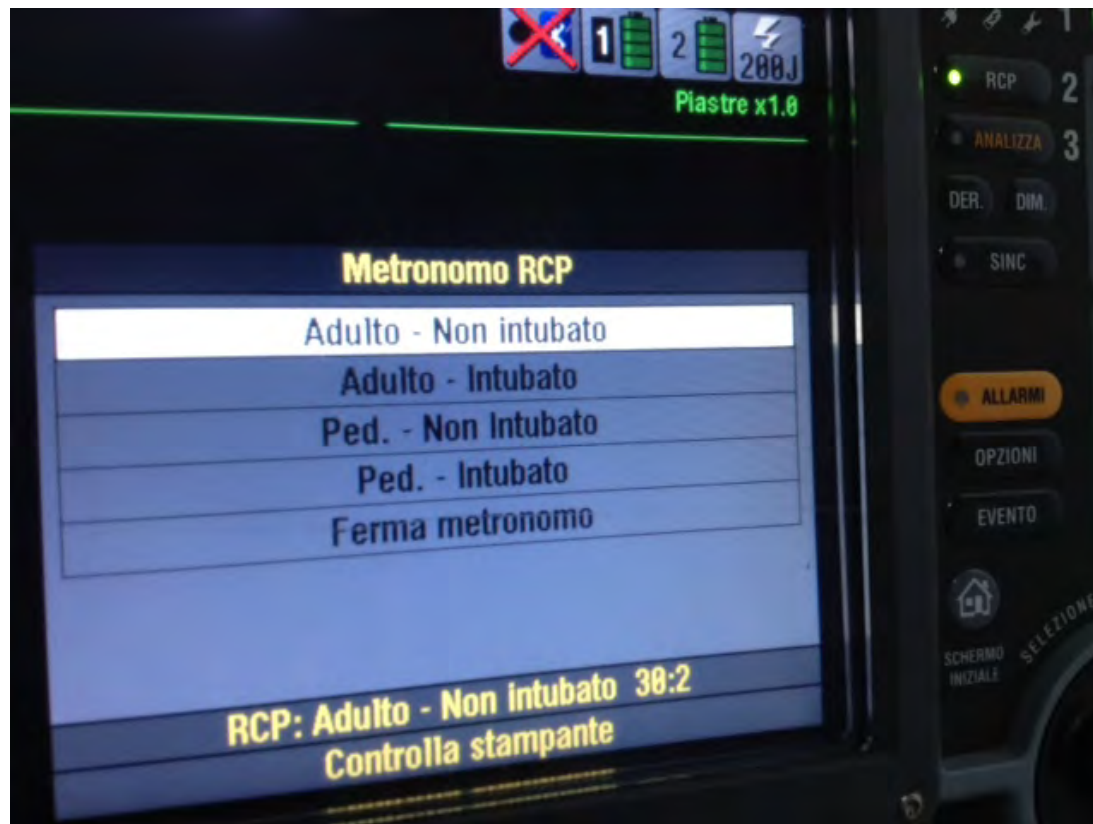 1 2 200J
Piastre x1.0
Metronomo RCP
Adulto - Non intubato
Adulto - Intubato
Ped. - Non Intubato
Ped. - Intubato
Ferma metronomo
RCP: Adulto - Non intubato 30:2
Controlla stampante
1
RCP 2
ANALIZZA 3
DER. DIM.
SINC
ALLARMI
OPZIONI
EVENTO
SCHERMO
INIZIALE
SELEZIONE